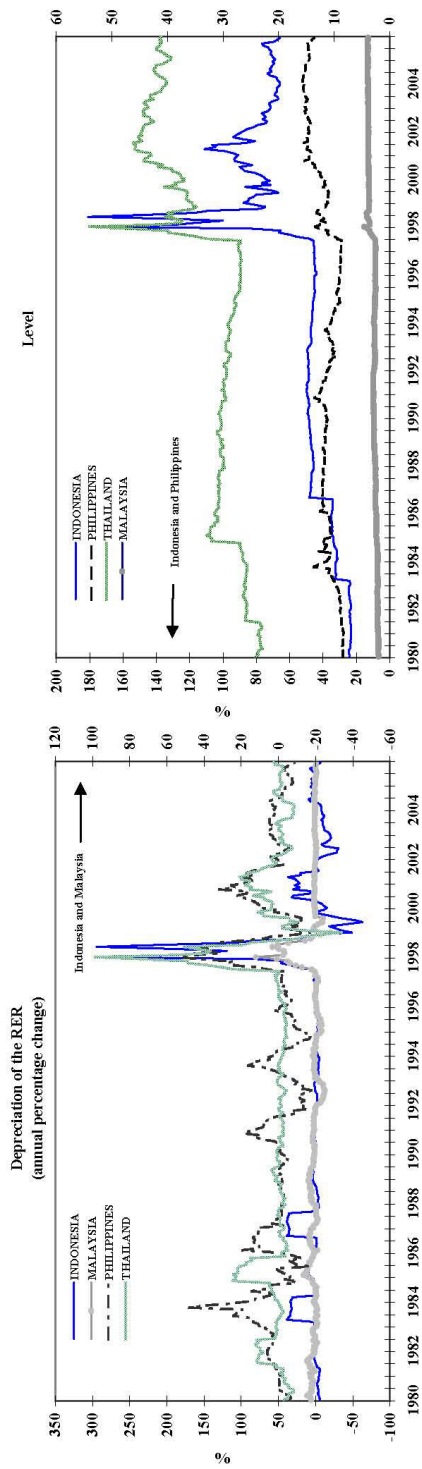 Depreciation of the RER
(annual percentage change)
%
350
300
250
200
150
100
50
0
-50
-100
INDONESIA
MALAYSIA
PHILIPPINES
THAILAND
Indonesia and Malaysia
120
100
80
60
40
20
0
-20
-40
-60
1980 1982 1984 1986 1988 1990 1992 1994 1996 1998 2000 2002 2004
Level
%
200
180
160
140
120
100
80
60
40
20
0
INDONESIA
PHILIPPINES
THAILAND
MALAYSIA
Indonesia and Philippines
60
50
40
30
20
10
0
1980 1982 1984 1986 1988 1990 1992 1994 1996 1998 2000 2002 2004